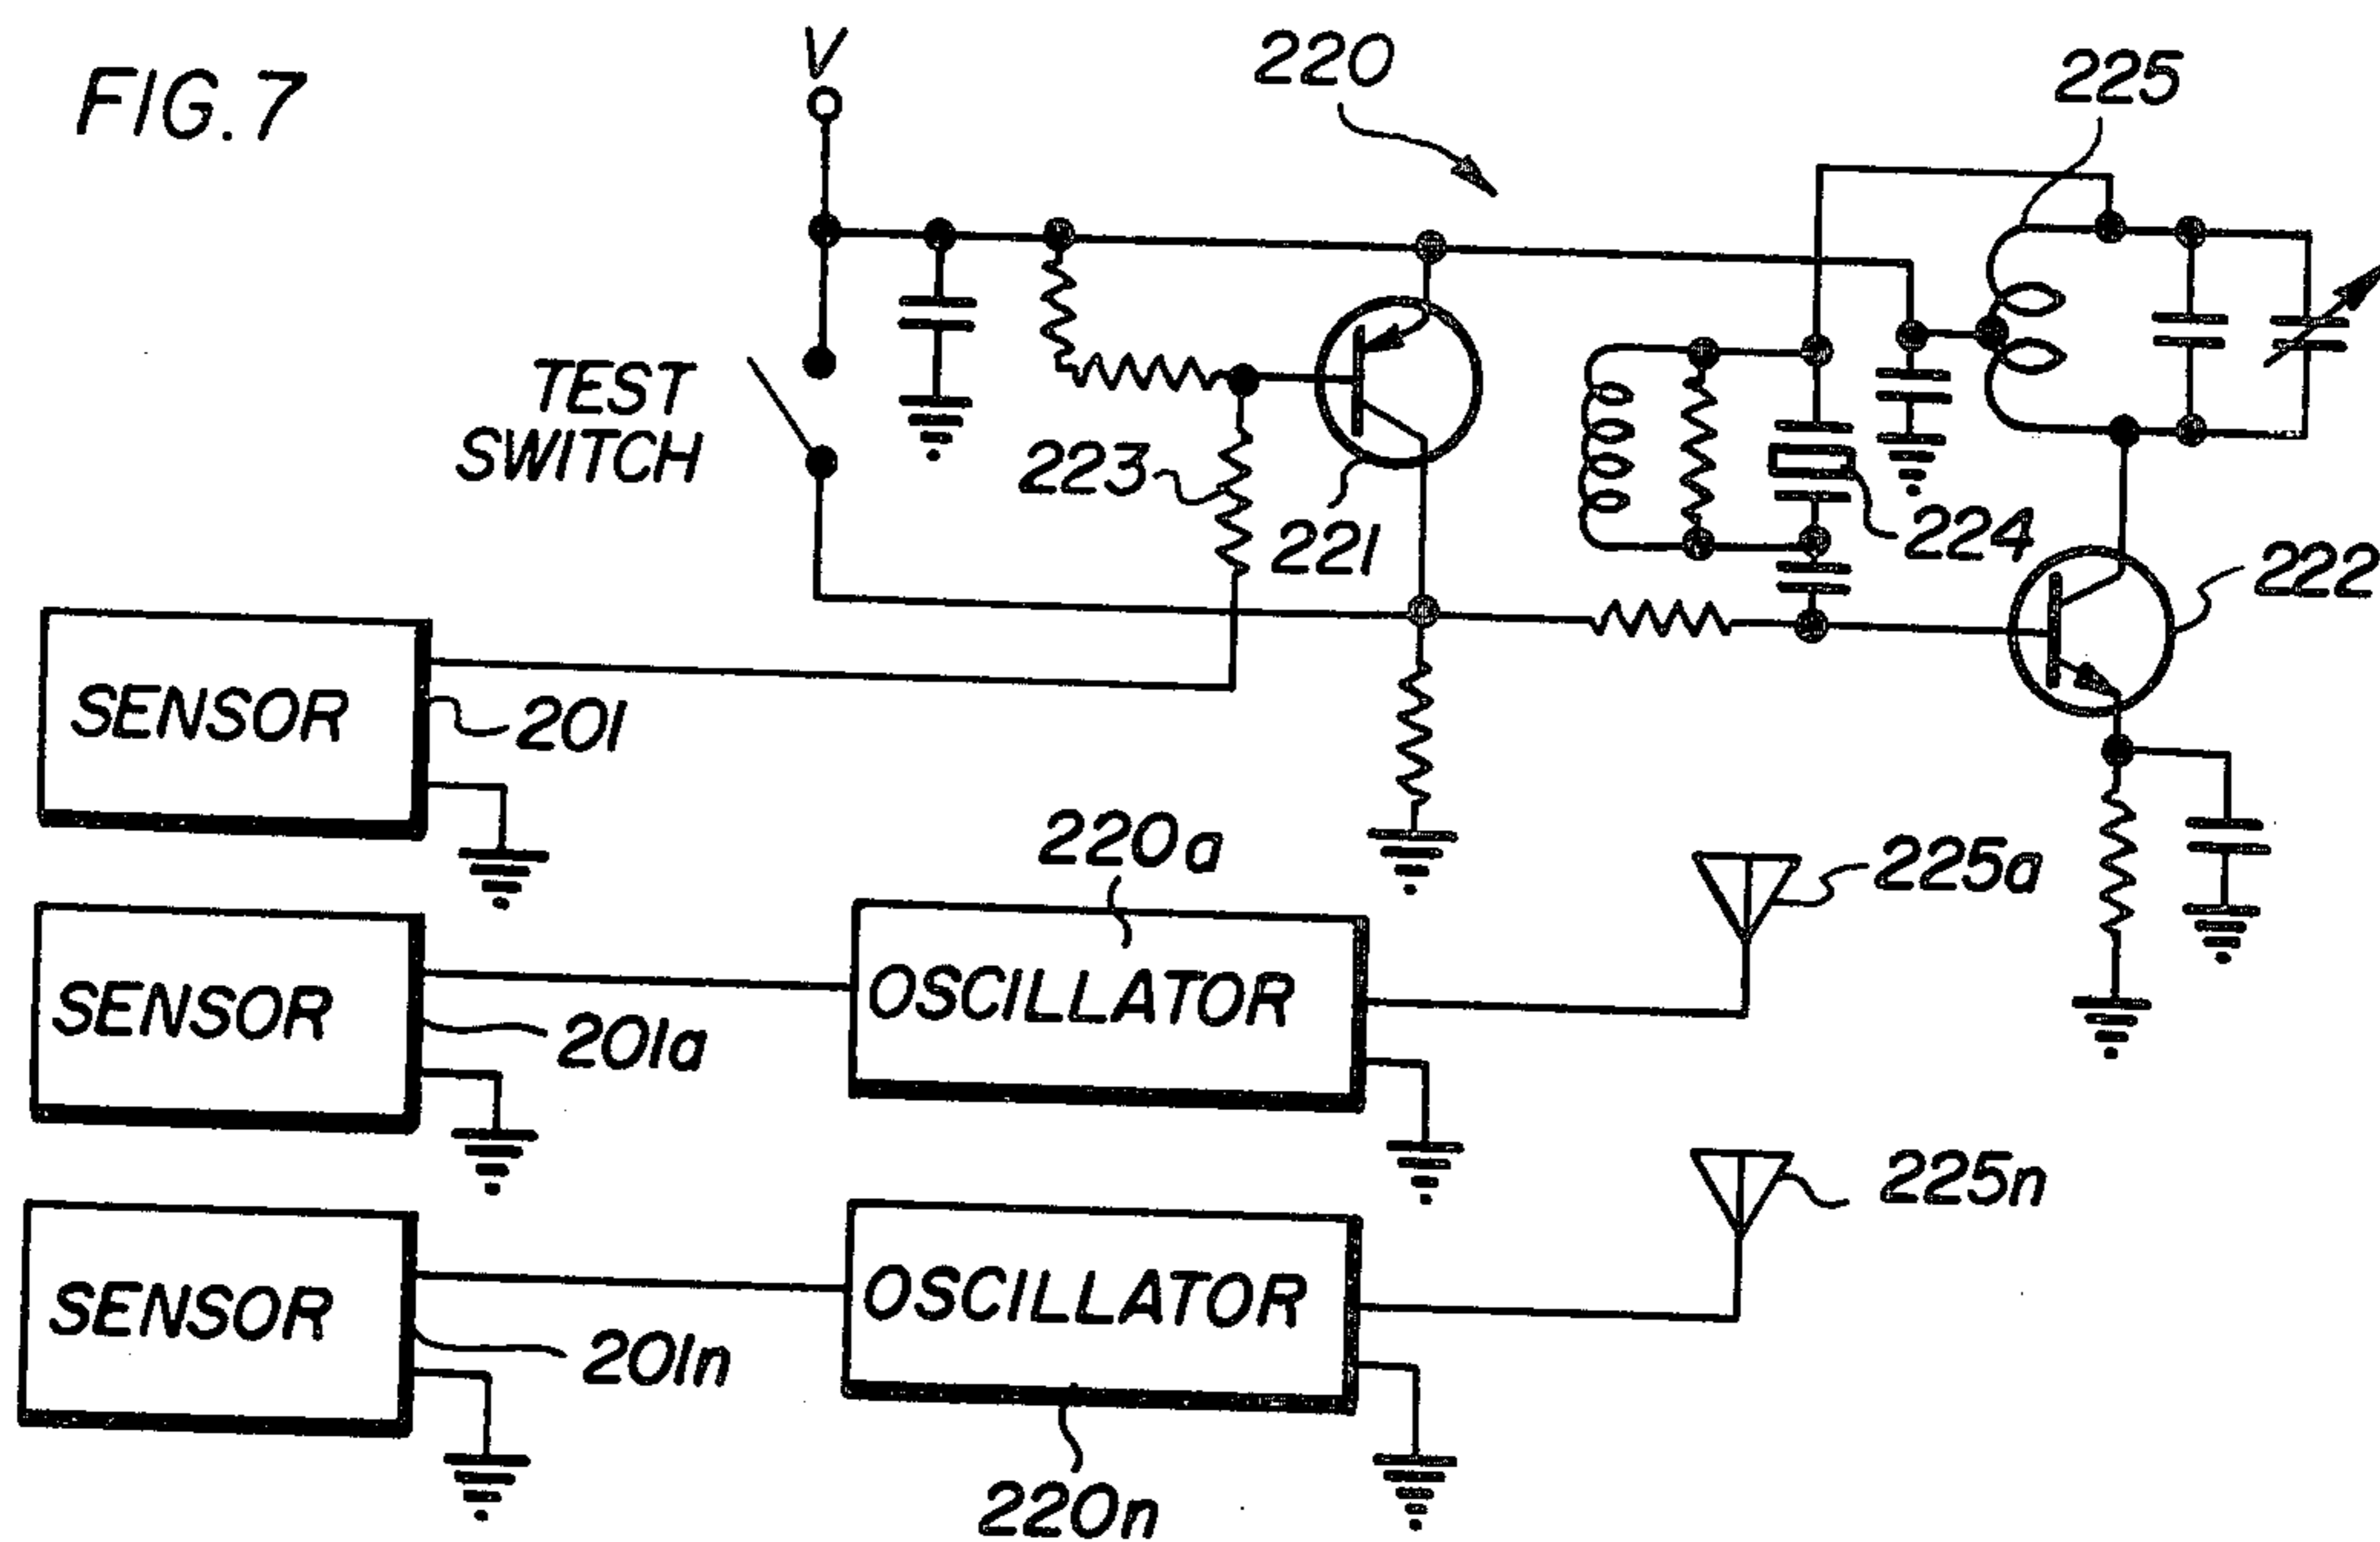 FIG. 7
V
220
225
TEST
SWITCH
223
221
224
222
SENSOR
201
220a
225a
SENSOR
201a
OSCILLATOR
225n
SENSOR
201n
OSCILLATOR
220n